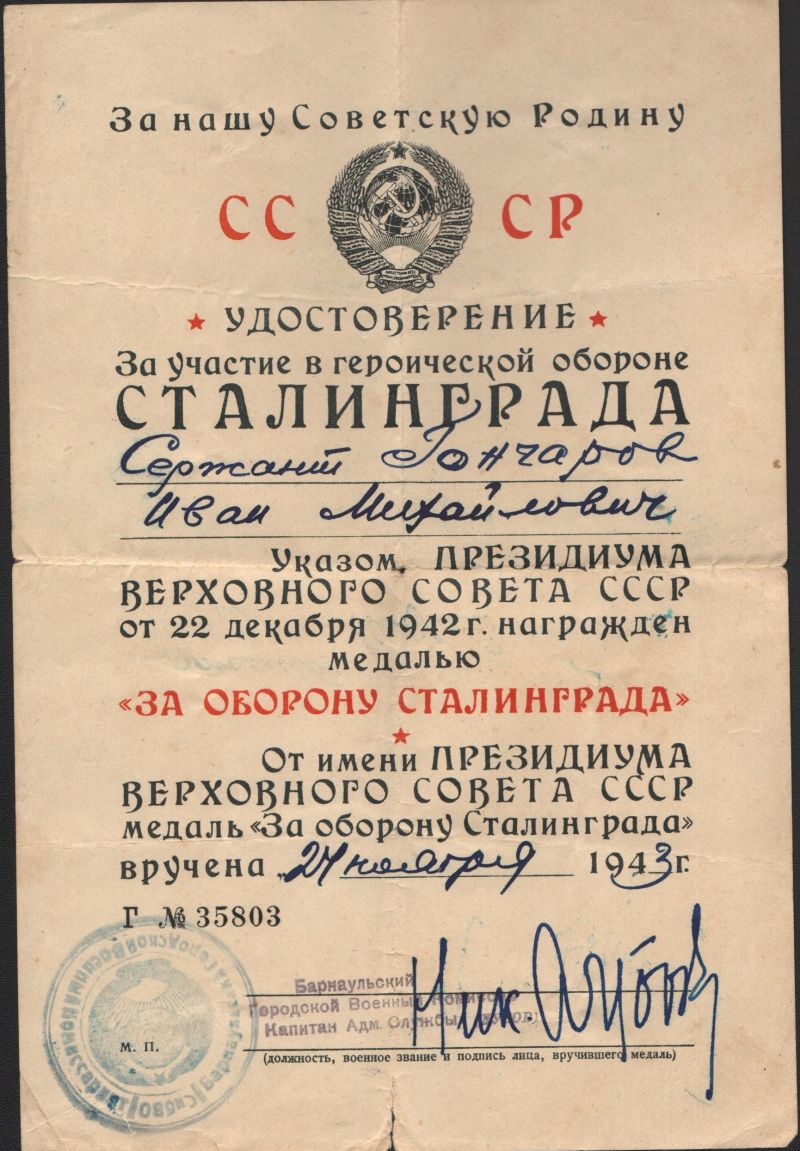 За нашу Советскую Родину
СССР
УДОСТОВЕРЕНИЕ
За участие в героической обороне
СТАЛИНГРАДА
Сержант Гончаров
Иван Михайлович
Указом ПРЕЗИДИУМА
ВЕРХОВНОГО СОВЕТА СССР
от 22 декабря 1942 г. награжден
медалью
«ЗА ОБОРОНУ СТАЛИНГРАДА»
От имени ПРЕЗИДИУМА
ВЕРХОВНОГО СОВЕТА СССР
медаль «За оборону Сталинграда»
вручена „24 ноября 1943 г.
Г № 35803
Барнаульский
Городской Военный
Капитан Адм. Службы
М. П.
(должность, военное звание и подпись лица, вручившего медаль)